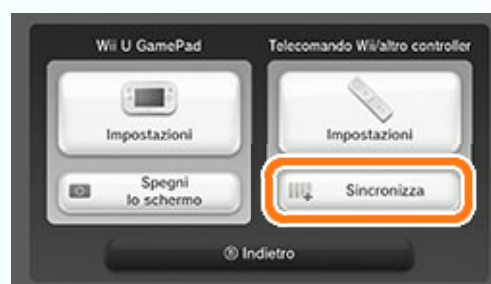 Wii U GamePad
Telecomando Wii/altro controller
Impostazioni
Impostazioni
Spegni
lo schermo
Sincronizza
Ⓑ Indietro